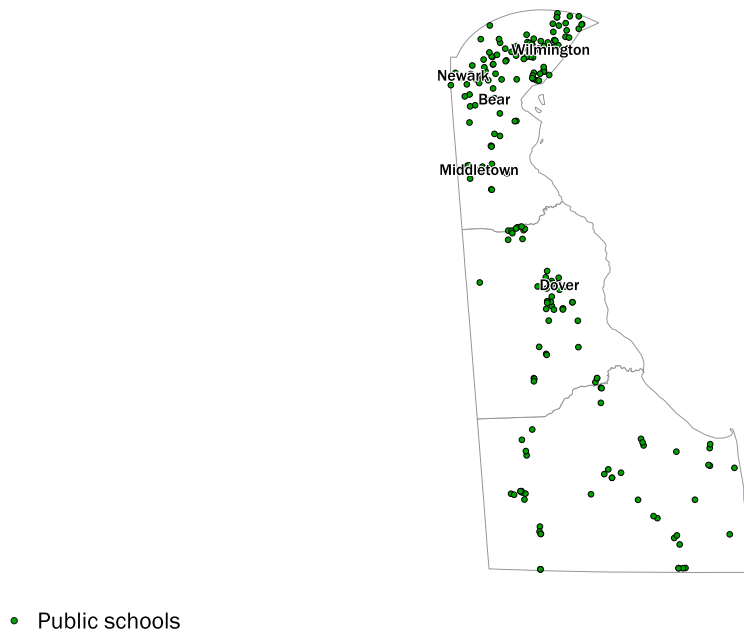 Wilmington
Newark
Bear
Middletown
Dover
Public schools